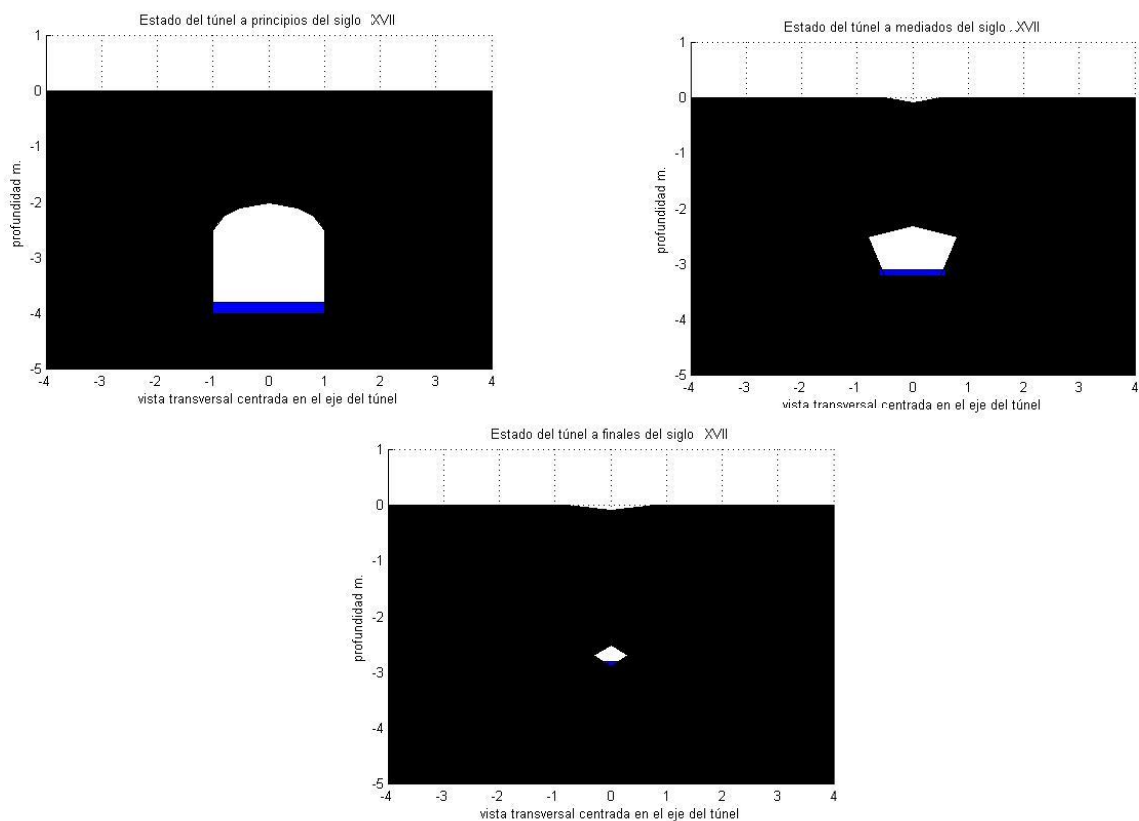 Estado del túnel a principios del siglo XVII
1
0
-1
-2
-3
-4
-5
profundidad m.
-4 -3 -2 -1 0 1 2 3 4
vista transversal centrada en el eje del túnel
Estado del túnel a mediados del siglo . XVII
1
0
-1
-2
-3
-4
-5
profundidad m.
-4 -3 -2 -1 0 1 2 3 4
vista transversal centrada en el eje del túnel
Estado del túnel a finales del siglo XVII
1
0
-1
-2
-3
-4
-5
profundidad m.
-4 -3 -2 -1 0 1 2 3 4
vista transversal centrada en el eje del túnel